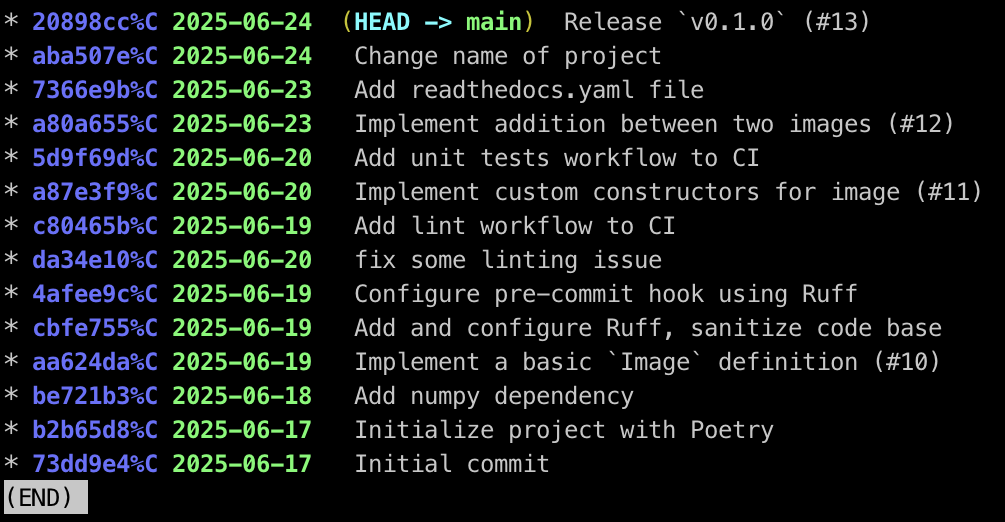 * 20898cc%C 2025-06-24  (HEAD -> main)  Release `v0.1.0` (#13)
* aba507e%C 2025-06-24   Change name of project
* 7366e9b%C 2025-06-23   Add readthedocs.yaml file
* a80a655%C 2025-06-23   Implement addition between two images (#12)
* 5d9f69d%C 2025-06-20   Add unit tests workflow to CI
* a87e3f9%C 2025-06-20   Implement custom constructors for image (#11)
* c80465b%C 2025-06-19   Add lint workflow to CI
* da34e10%C 2025-06-20   fix some linting issue
* 4afee9c%C 2025-06-19   Configure pre-commit hook using Ruff
* cbfe755%C 2025-06-19   Add and configure Ruff, sanitize code base
* aa624da%C 2025-06-19   Implement a basic `Image` definition (#10)
* be721b3%C 2025-06-18   Add numpy dependency
* b2b65d8%C 2025-06-17   Initialize project with Poetry
* 73dd9e4%C 2025-06-17   Initial commit
(END)